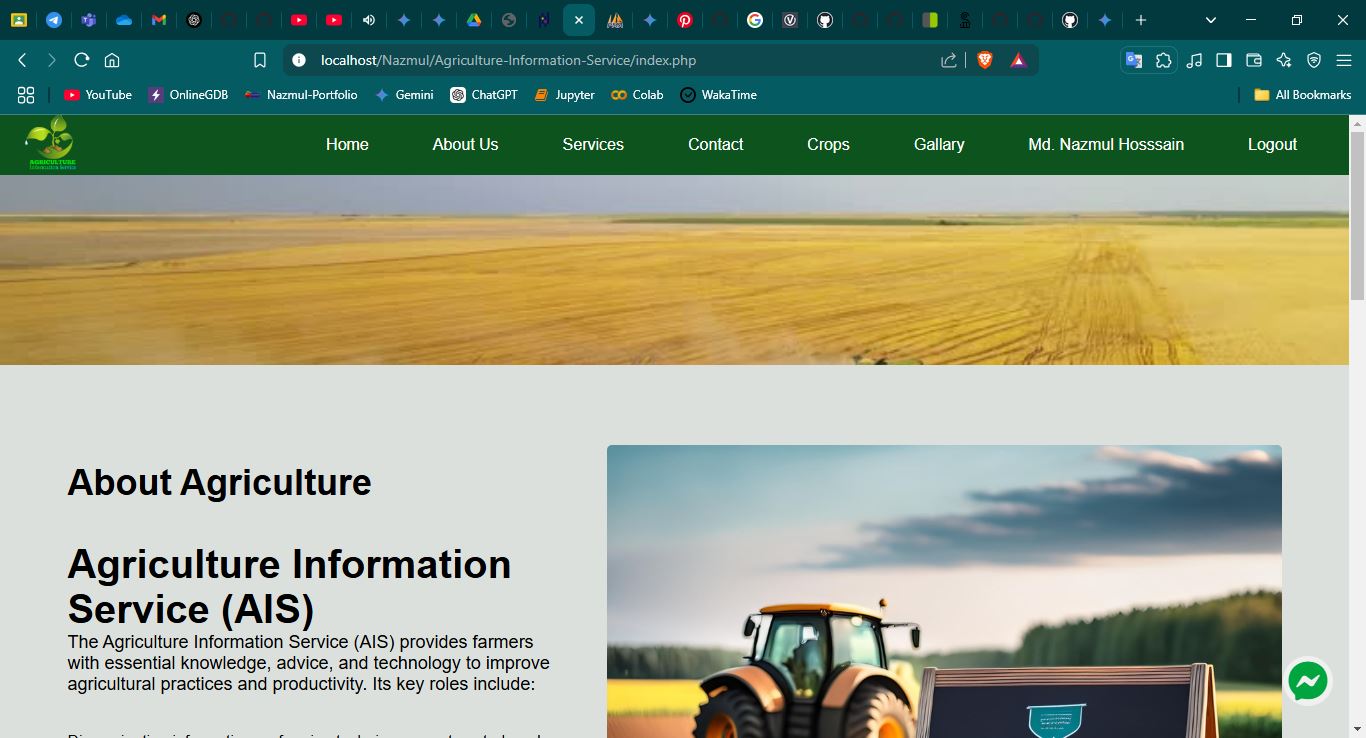 localhost/Nazmul/Agriculture-Information-Service/index.php
YouTube OnlineGDB Nazmul-Portfolio Gemini ChatGPT Jupyter Colab WakaTime All Bookmarks
AGRICULTURE
Information Service
Home About Us Services Contact Crops Gallary Md. Nazmul Hosssain Logout
About Agriculture
Agriculture Information
Service (AIS)
The Agriculture Information Service (AIS) provides farmers
with essential knowledge, advice, and technology to improve
agricultural practices and productivity. Its key roles include: